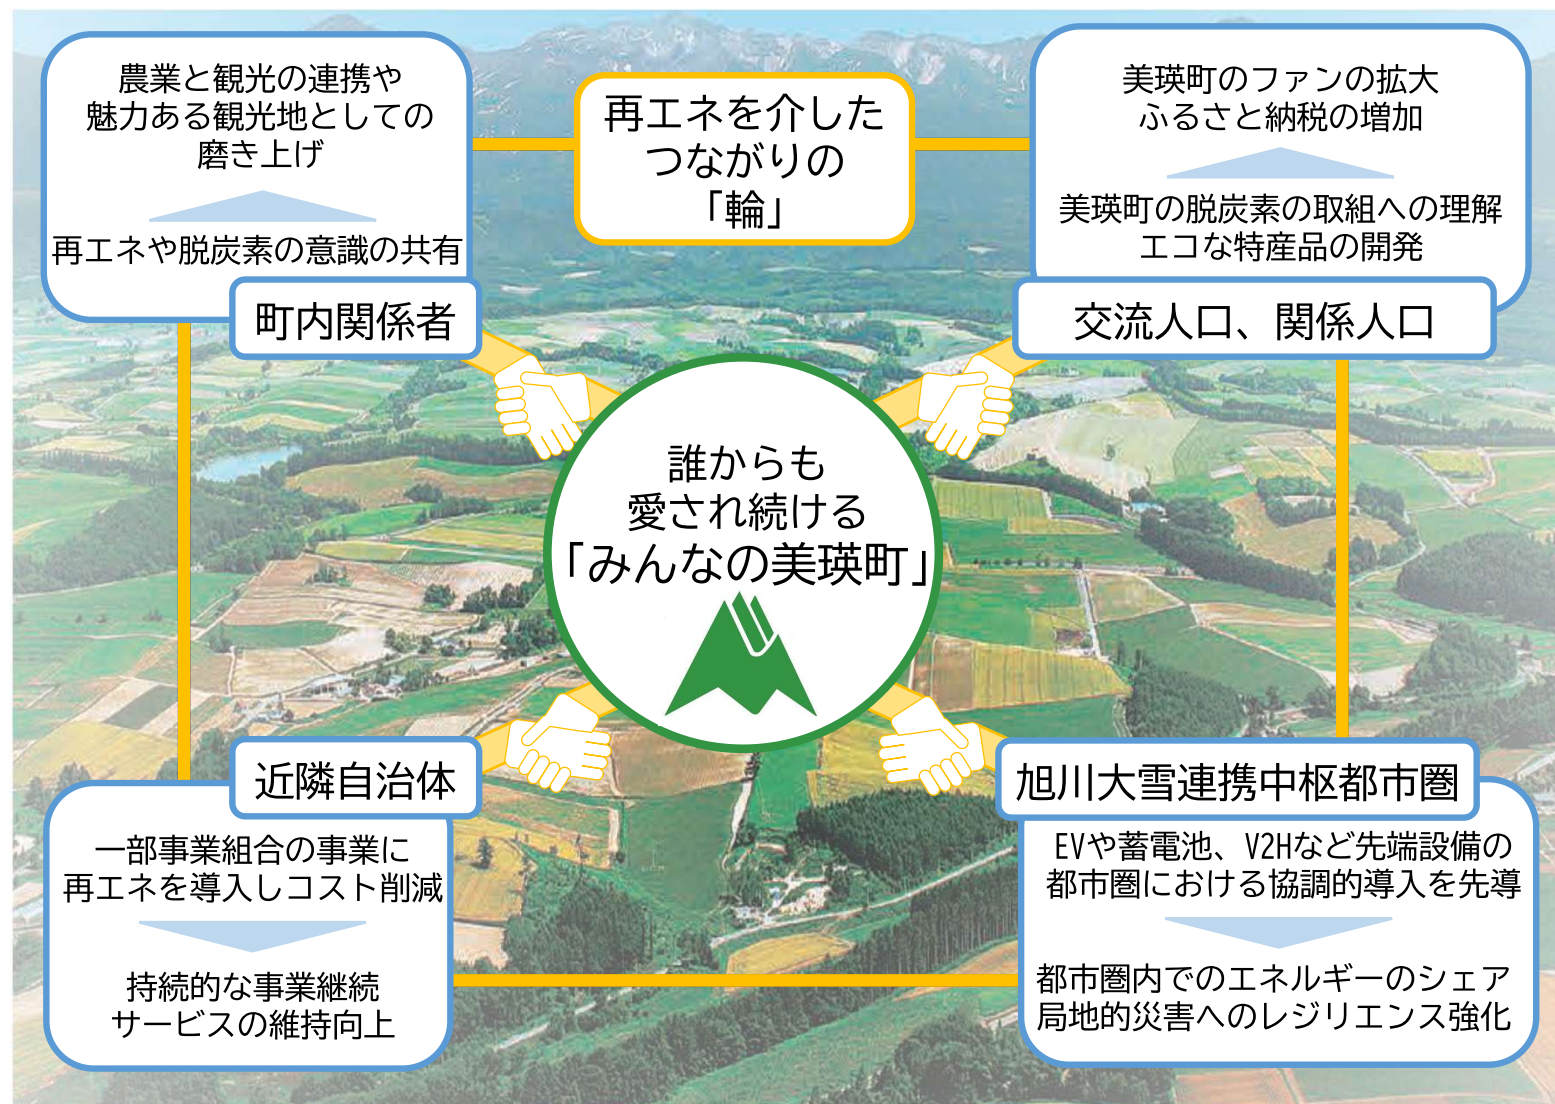 農業と観光の連携や
魅力ある観光地としての
磨き上げ
再エネや脱炭素の意識の共有
町内関係者
再エネを介した
つながりの
「輪」
美瑛町のファンの拡大
ふるさと納税の増加
美瑛町の脱炭素の取組への理解
エコな特産品の開発
交流人口、関係人口
誰からも
愛され続ける
「みんなの美瑛町」
近隣自治体
一部事業組合の事業に
再エネを導入しコスト削減
持続的な事業継続
サービスの維持向上
旭川大雪連携中枢都市圏
EVや蓄電池、V2Hなど先端設備の
都市圏における協調的導入を先導
都市圏内でのエネルギーのシェア
局地的災害へのレジリエンス強化